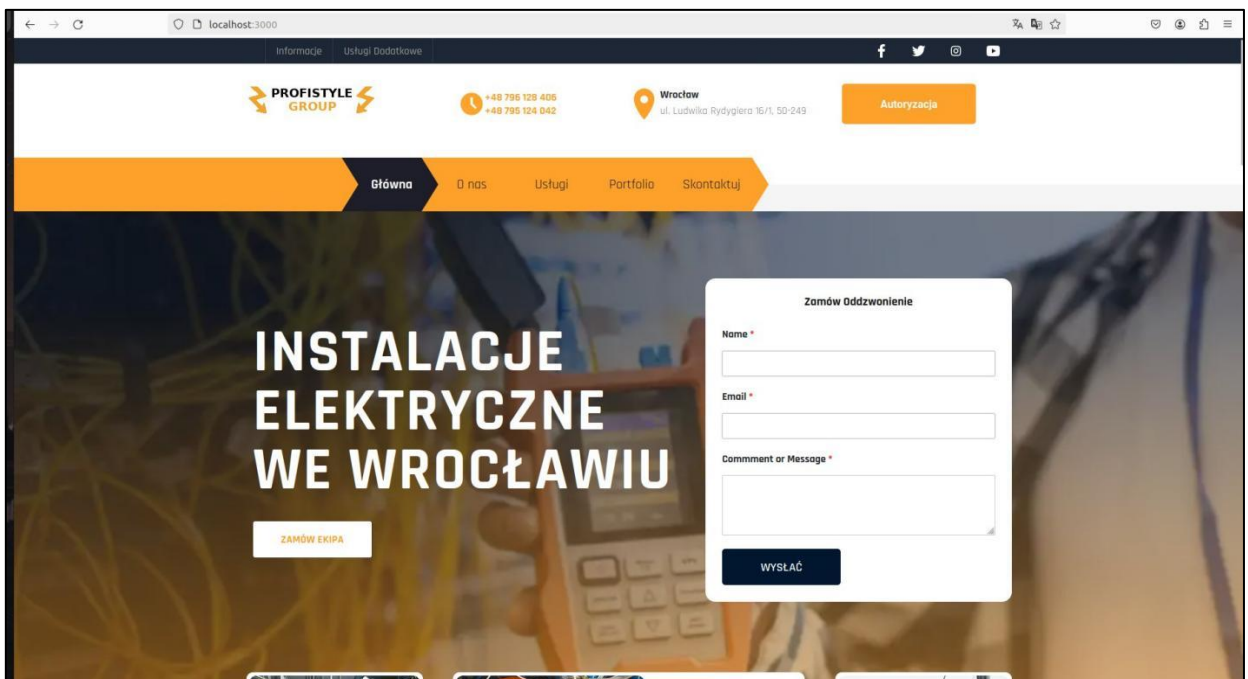 localhost:3000
Informacje Usługi Dodatkowe
PROFISTYLE
GROUP
+48 796 128 406
+48 795 124 042
Wrocław
ul. Ludwika Rydygiera 16/1, 50-249
Autoryzacja
Główna O nas Usługi Portfolio Skontaktuj
INSTALACJE
ELEKTRYCZNE
WE WROCŁAWIU
ZAMÓW EKIPA
Zamów Oddzwonienie
Name *
Email *
Commment or Message *
WYSŁAĆ